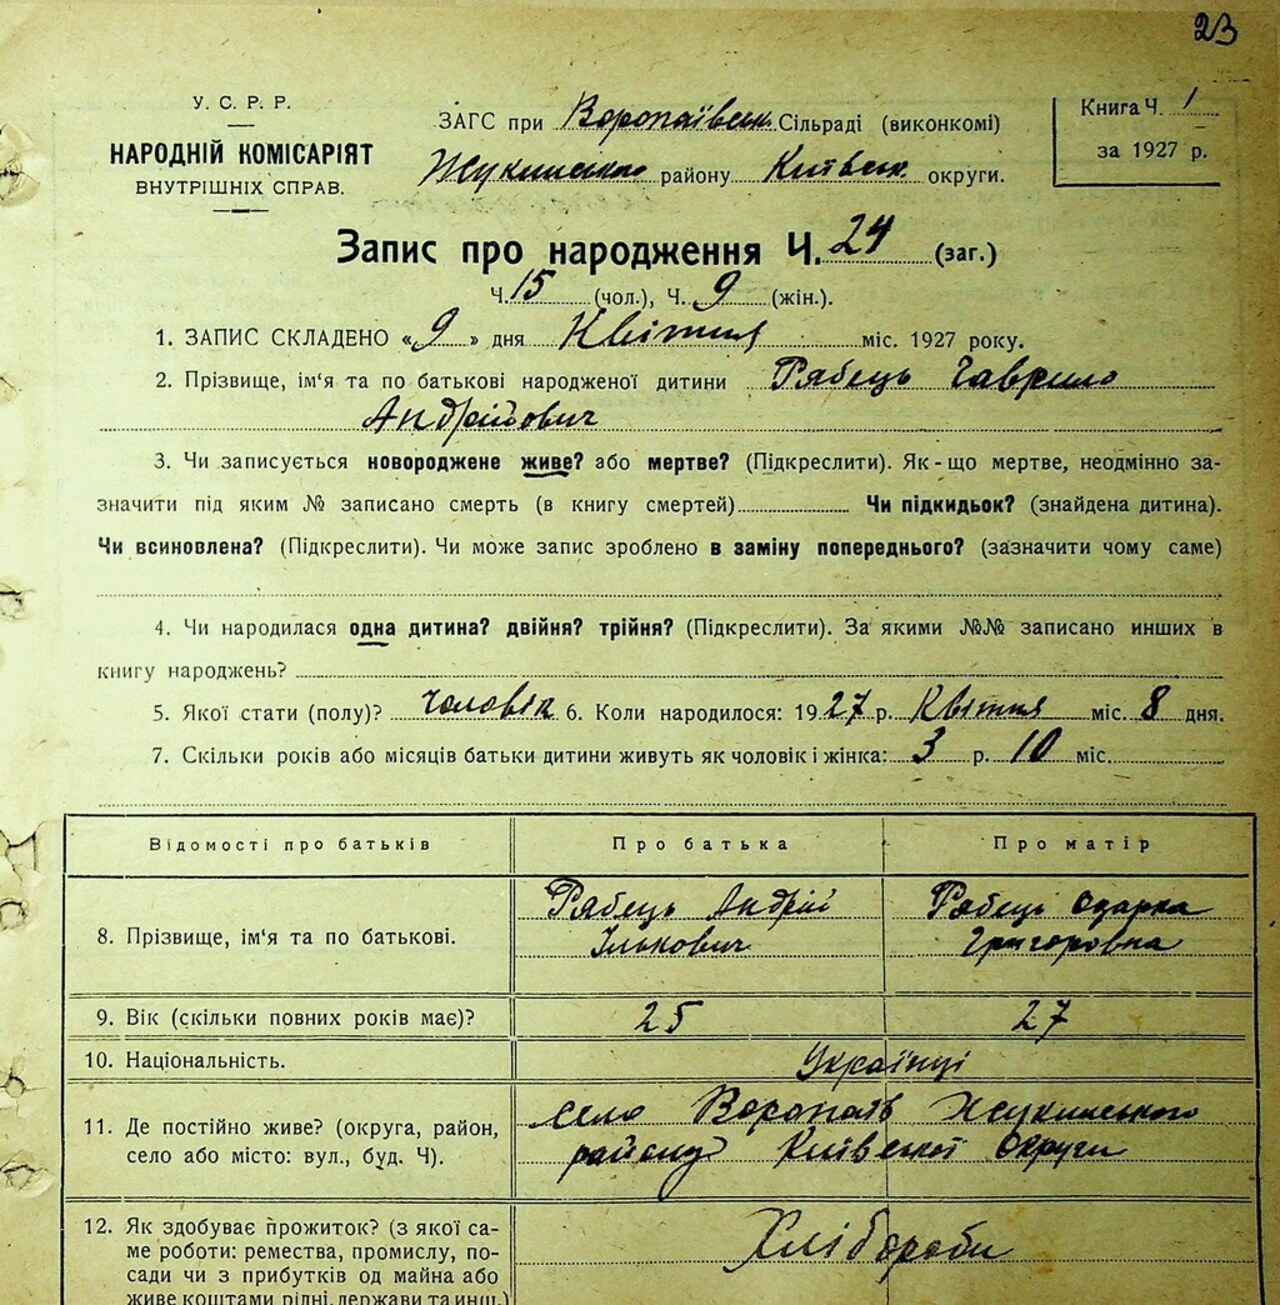 23
У. С. Р. Р.
НАРОДНІЙ КОМІСАРІЯТ
ВНУТРІШНІХ СПРАВ.
ЗАГС при Воропаївськ. Сільраді (виконкомі)
Жукинського району Київськ. округи.
Книга Ч. 1
за 1927 р.
Запис про народження Ч. 24 (заг.)
Ч. 15 (чол.), Ч. 9 (жін.).
1. ЗАПИС СКЛАДЕНО «9» дня Квітня міс. 1927 року.
2. Прізвище, ім‘я та по батькові народженої дитини Рябець Гаврило
Андрійович
3. Чи записується новороджене живе? або мертве? (Підкреслити). Як-що мертве, неодмінно за-
значити під яким № записано смерть (в книгу смертей) Чи підкидьок? (знайдена дитина).
Чи всиновлена? (Підкреслити). Чи може запис зроблено в заміну попереднього? (зазначити чому саме)
4. Чи народилася одна дитина? двійня? трійня? (Підкреслити). За якими №№ записано инших в
книгу народжень?
5. Якої стати (полу)? Чоловік 6. Коли народилося: 1927 р. Квітня міс. 8 дня.
7. Скільки років або місяців батьки дитини живуть як чоловік і жінка: 3 р. 10 міс.
Відомості про батьків Про батька Про матір
8. Прізвище, ім‘я та по батькові. Рябець Андрій Рябець Одарка
Ількович Григоровна
9. Вік (скільки повних років має)? 25 27
10. Національність. Українці
11. Де постійно живе? (округа, район, село Воропаїв Жукинського
село або місто: вул., буд. Ч). району Київської Округи
12. Як здобуває прожиток? (з якої са- Хлібороби
ме роботи: ремества, промислу, по-
сади чи з прибутків од майна або
живе коштами рідні, держави та инш.)